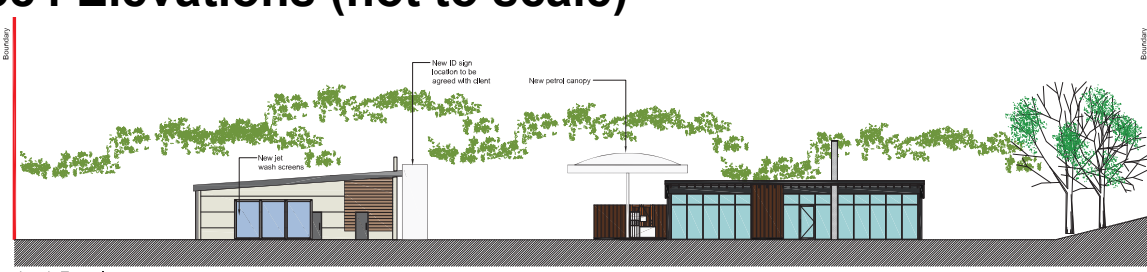 Elevations (not to scale)
Boundary
Boundary
New ID sign
location to be
agreed with client
New petrol canopy
New jet
wash screens